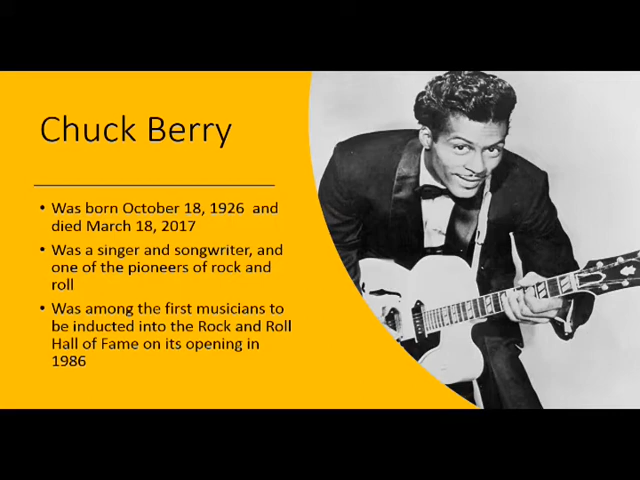 Chuck Berry
• Was born October 18, 1926  and
died March 18, 2017
• Was a singer and songwriter, and
one of the pioneers of rock and
roll
• Was among the first musicians to
be inducted into the Rock and Roll
Hall of Fame on its opening in
1986